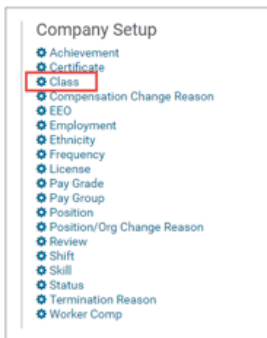 Company Setup
Achievement
Certificate
Class
Compensation Change Reason
EEO
Employment
Ethnicity
Frequency
License
Pay Grade
Pay Group
Position
Position/Org Change Reason
Review
Shift
Skill
Status
Termination Reason
Worker Comp